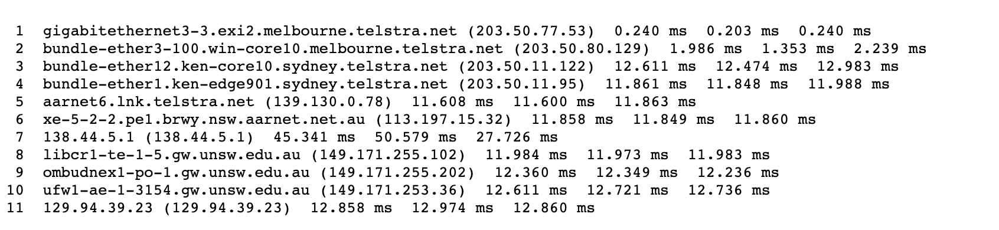 1 gigabitethernet3-3.exi2.melbourne.telstra.net (203.50.77.53) 0.240 ms 0.203 ms 0.240 ms
2 bundle-ether3-100.win-core10.melbourne.telstra.net (203.50.80.129) 1.986 ms 1.353 ms 2.239 ms
3 bundle-ether12.ken-core10.sydney.telstra.net (203.50.11.122) 12.611 ms 12.474 ms 12.983 ms
4 bundle-ether1.ken-edge901.sydney.telstra.net (203.50.11.95) 11.861 ms 11.848 ms 11.988 ms
5 aarnet6.lnk.telstra.net (139.130.0.78) 11.608 ms 11.600 ms 11.863 ms
6 xe-5-2-2.pe1.brwy.nsw.aarnet.net.au (113.197.15.32) 11.858 ms 11.849 ms 11.860 ms
7 138.44.5.1 (138.44.5.1) 45.341 ms 50.579 ms 27.726 ms
8 libcr1-te-1-5.gw.unsw.edu.au (149.171.255.102) 11.984 ms 11.973 ms 11.983 ms
9 ombudnex1-po-1.gw.unsw.edu.au (149.171.255.202) 12.360 ms 12.349 ms 12.236 ms
10 ufw1-ae-1-3154.gw.unsw.edu.au (149.171.253.36) 12.611 ms 12.721 ms 12.736 ms
11 129.94.39.23 (129.94.39.23) 12.858 ms 12.974 ms 12.860 ms